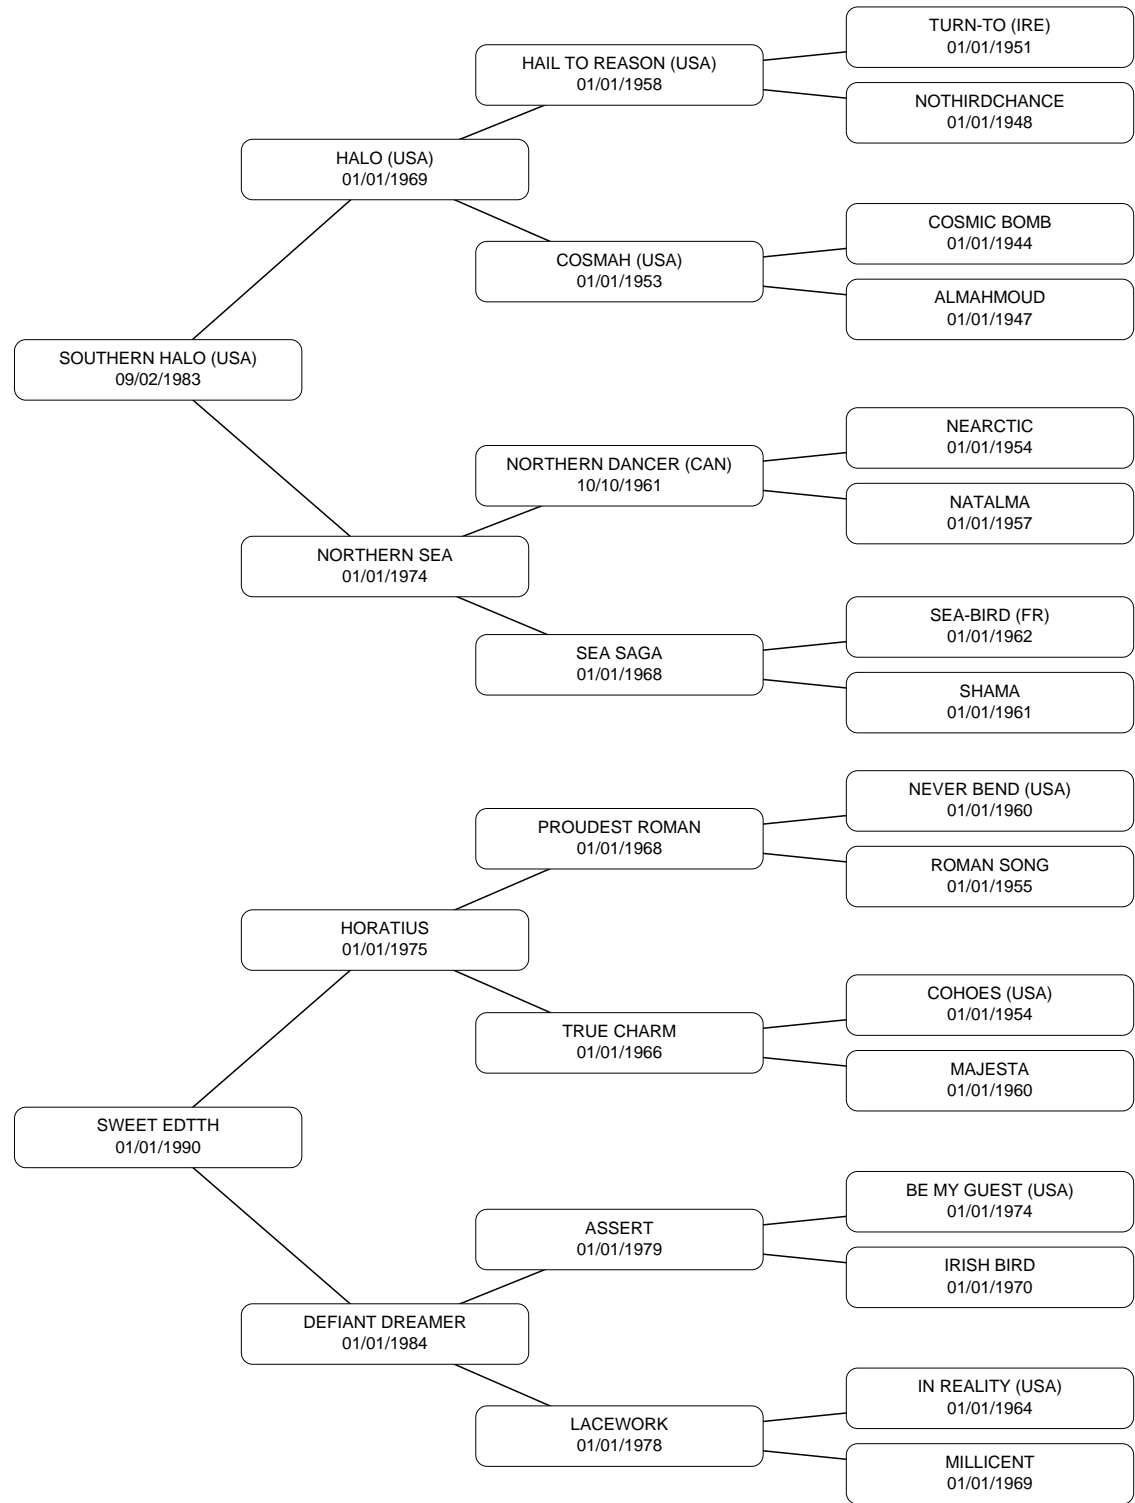 TURN-TO (IRE)
01/01/1951
HAIL TO REASON (USA)
01/01/1958
NOTHIRDCHANCE
01/01/1948
HALO (USA)
01/01/1969
COSMIC BOMB
01/01/1944
COSMAH (USA)
01/01/1953
ALMAHMOUD
01/01/1947
SOUTHERN HALO (USA)
09/02/1983
NEARCTIC
01/01/1954
NORTHERN DANCER (CAN)
10/10/1961
NATALMA
01/01/1957
NORTHERN SEA
01/01/1974
SEA-BIRD (FR)
01/01/1962
SEA SAGA
01/01/1968
SHAMA
01/01/1961
NEVER BEND (USA)
01/01/1960
PROUDEST ROMAN
01/01/1968
ROMAN SONG
01/01/1955
HORATIUS
01/01/1975
COHOES (USA)
01/01/1954
TRUE CHARM
01/01/1966
MAJESTA
01/01/1960
SWEET EDTTH
01/01/1990
BE MY GUEST (USA)
01/01/1974
ASSERT
01/01/1979
IRISH BIRD
01/01/1970
DEFIANT DREAMER
01/01/1984
IN REALITY (USA)
01/01/1964
LACEWORK
01/01/1978
MILLICENT
01/01/1969